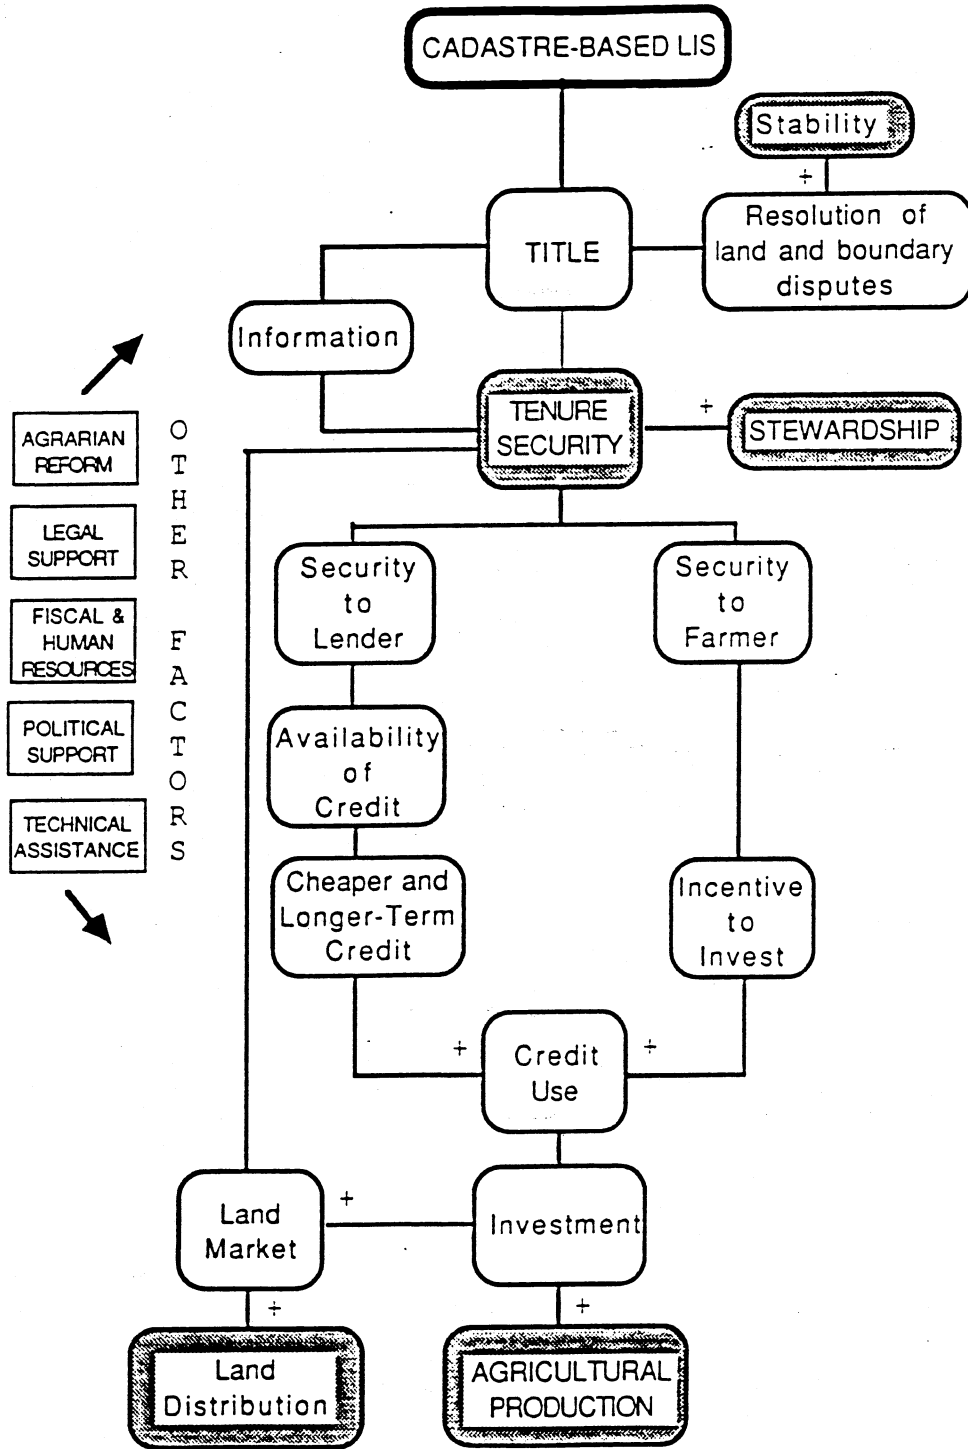 CADASTRE-BASED LIS
Stability
+
TITLE
Resolution of
land and boundary
disputes
Information
TENURE
SECURITY
+
STEWARDSHIP
AGRARIAN
REFORM
LEGAL
SUPPORT
FISCAL &
HUMAN
RESOURCES
POLITICAL
SUPPORT
TECHNICAL
ASSISTANCE
OTHER FACTORS
Security
to
Lender
Security
to
Farmer
Availability
of
Credit
Cheaper and
Longer-Term
Credit
Incentive
to
Invest
+
Credit
Use
+
Land
Market
+
Investment
+
+
Land
Distribution
AGRICULTURAL
PRODUCTION